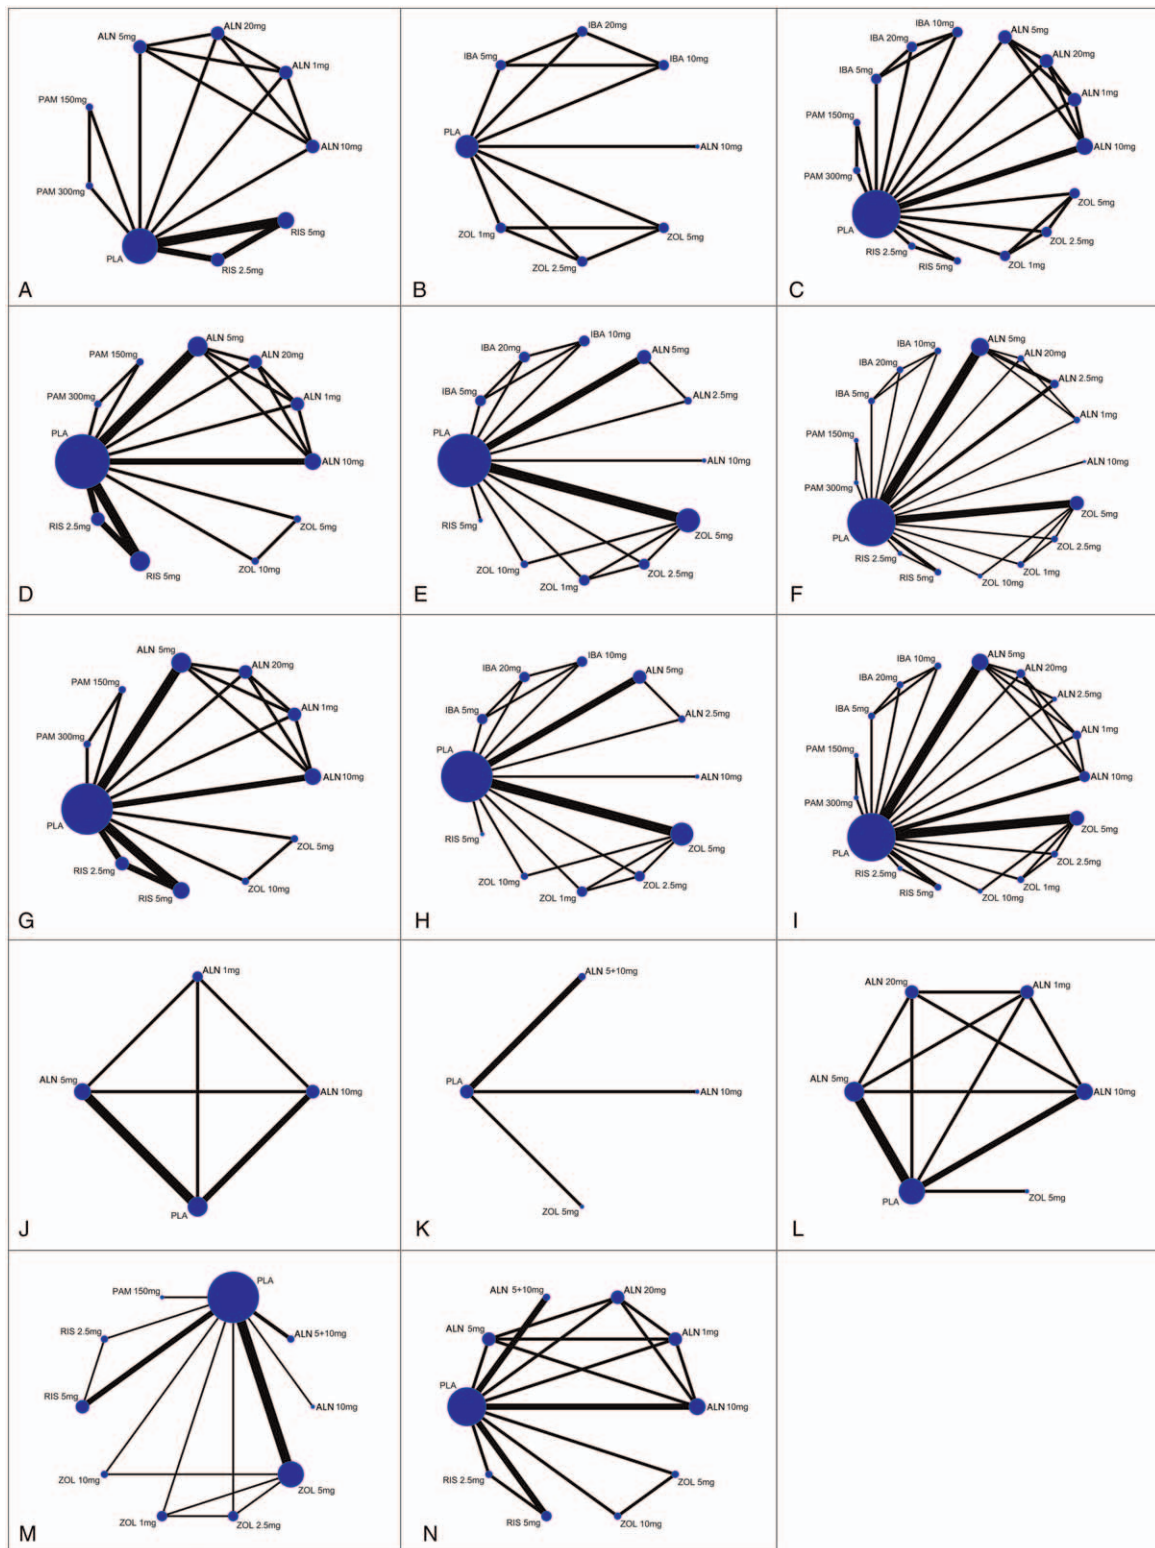 ALN 20mg
ALN 5mg
ALN 1mg
PAM 150mg
ALN 10mg
PAM 300mg
RIS 5mg
PLA
RIS 2.5mg
A
IBA 20mg
IBA 5mg
IBA 10mg
PLA
ALN 10mg
ZOL 1mg
ZOL 5mg
ZOL 2.5mg
B
IBA 10mg
ALN 5mg
IBA 20mg
ALN 20mg
IBA 5mg
ALN 1mg
PAM 150mg
ALN 10mg
PAM 300mg
ZOL 5mg
PLA
ZOL 2.5mg
RIS 2.5mg
RIS 5mg
ZOL 1mg
C
ALN 5mg
PAM 150mg
ALN 20mg
PAM 300mg
ALN 1mg
PLA
ALN 10mg
RIS 2.5mg
ZOL 5mg
RIS 5mg
ZOL 10mg
D
IBA 10mg
IBA 20mg
ALN 5mg
IBA 5mg
ALN 2.5mg
PLA
ALN 10mg
RIS 5mg
ZOL 5mg
ZOL 10mg
ZOL 2.5mg
ZOL 1mg
E
ALN 5mg
IBA 10mg
ALN 20mg
IBA 20mg
ALN 2.5mg
IBA 5mg
ALN 1mg
PAM 150mg
ALN 10mg
PAM 300mg
ZOL 5mg
PLA
ZOL 2.5mg
RIS 2.5mg
ZOL 1mg
RIS 5mg
ZOL 10mg
F
ALN 5mg
ALN 20mg
PAM 150mg
ALN 1mg
PAM 300mg
ALN 10mg
PLA
ZOL 5mg
RIS 2.5mg
ZOL 10mg
RIS 5mg
G
IBA 10mg
IBA 20mg
ALN 5mg
IBA 5mg
ALN 2.5mg
PLA
ALN 10mg
RIS 5mg
ZOL 5mg
ZOL 10mg
ZOL 2.5mg
ZOL 1mg
H
ALN 5mg
IBA 10mg
ALN 20mg
IBA 20mg
ALN 2.5mg
IBA 5mg
ALN 1mg
PAM 150mg
ALN 10mg
PAM 300mg
ZOL 5mg
PLA
ZOL 2.5mg
RIS 2.5mg
ZOL 1mg
RIS 5mg
ZOL 10mg
I
ALN 1mg
ALN 5mg
ALN 10mg
PLA
J
ALN 5+10mg
PLA
ALN 10mg
ZOL 5mg
K
ALN 20mg
ALN 1mg
ALN 5mg
ALN 10mg
PLA
ZOL 5mg
L
PLA
PAM 150mg
RIS 2.5mg
ALN 5+10mg
RIS 5mg
ALN 10mg
ZOL 10mg
ZOL 5mg
ZOL 1mg
ZOL 2.5mg
M
ALN 5+10mg
ALN 20mg
ALN 5mg
ALN 1mg
PLA
ALN 10mg
RIS 2.5mg
ZOL 5mg
RIS 5mg
ZOL 10mg
N